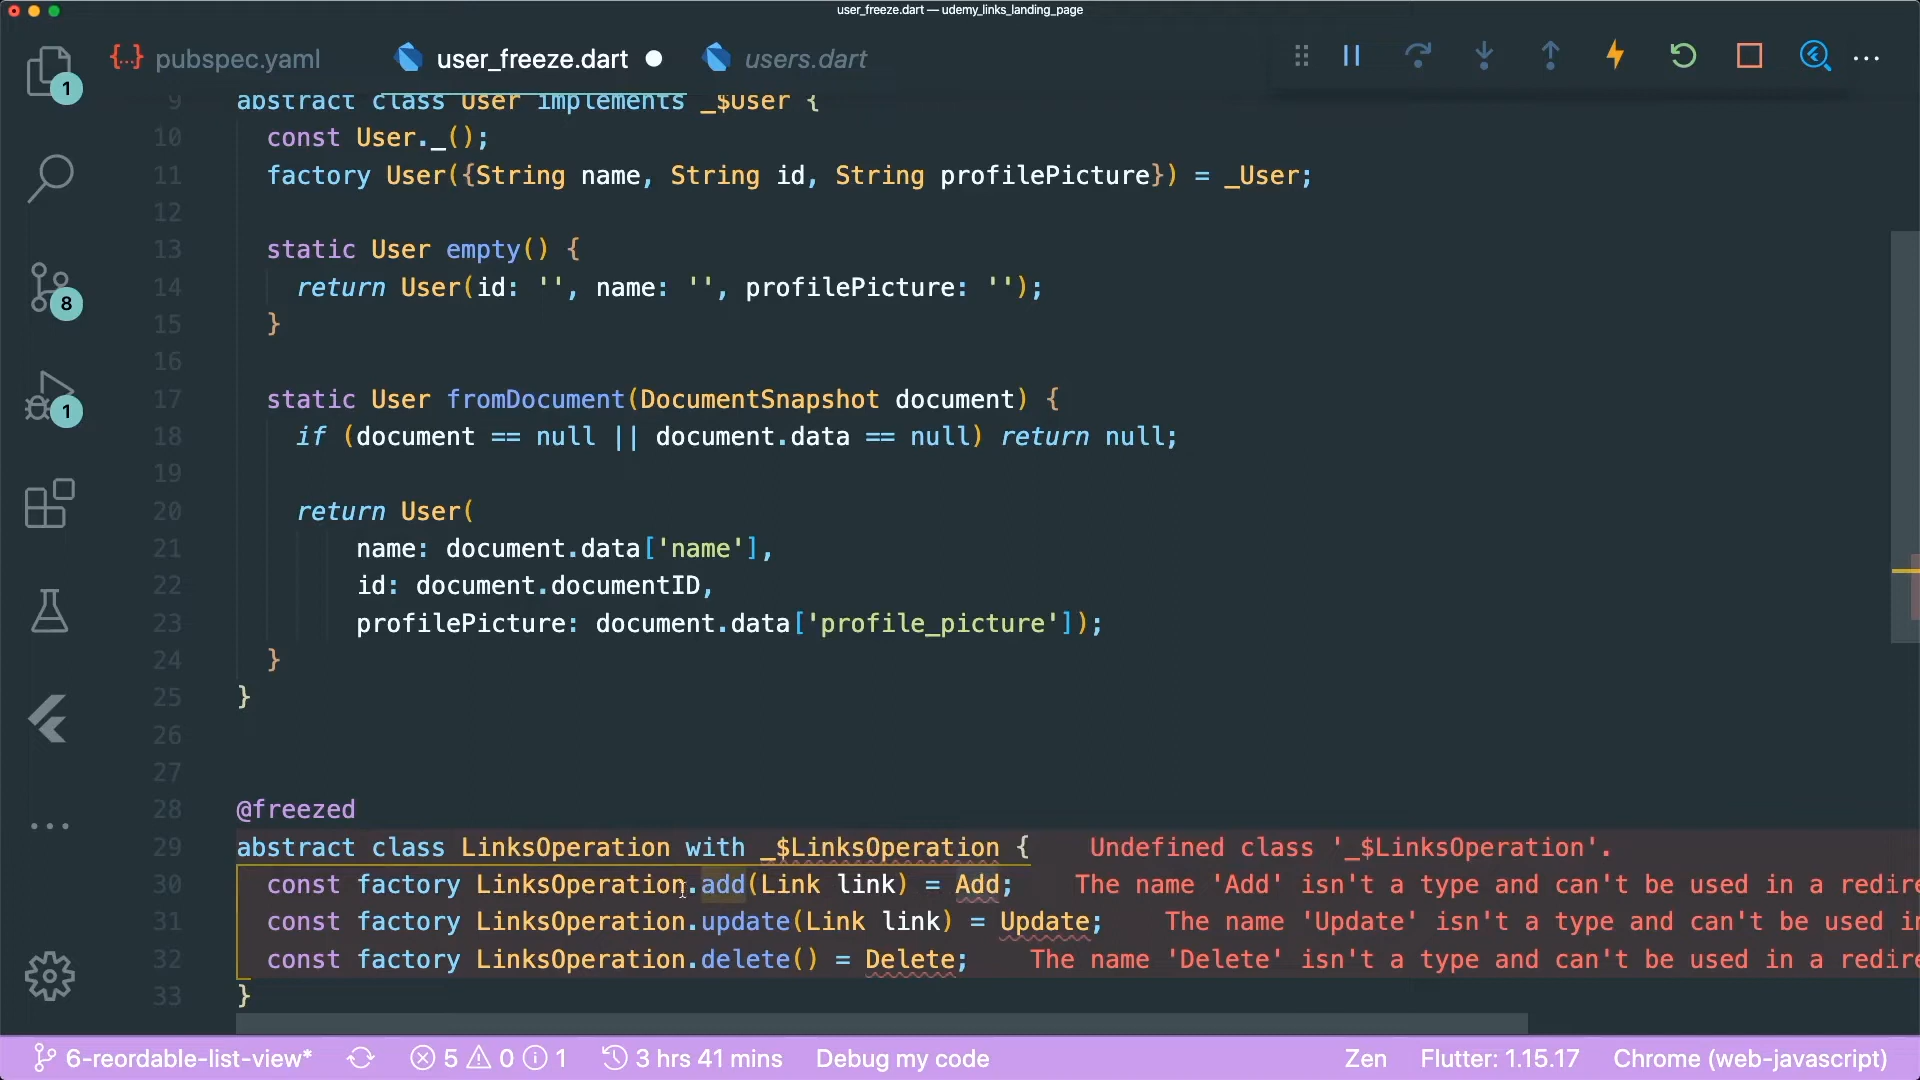 user_freeze.dart — udemy_links_landing_page
{..} pubspec.yaml user_freeze.dart users.dart
1
8
1
9 abstract class User implements _$User {
10 const User._();
11 factory User({String name, String id, String profilePicture}) = _User;
12
13 static User empty() {
14 return User(id: '', name: '', profilePicture: '');
15 }
16
17 static User fromDocument(DocumentSnapshot document) {
18 if (document == null || document.data == null) return null;
19
20 return User(
21 name: document.data['name'],
22 id: document.documentID,
23 profilePicture: document.data['profile_picture']);
24 }
25 }
26
27
28 @freezed
29 abstract class LinksOperation with _$LinksOperation { Undefined class '_$LinksOperation'.
30 const factory LinksOperation.add(Link link) = Add; The name 'Add' isn't a type and can't be used in a redire
31 const factory LinksOperation.update(Link link) = Update; The name 'Update' isn't a type and can't be used i
32 const factory LinksOperation.delete() = Delete; The name 'Delete' isn't a type and can't be used in a redire
33 }
6-reordable-list-view* 5 0 1 3 hrs 41 mins Debug my code Zen Flutter: 1.15.17 Chrome (web-javascript)